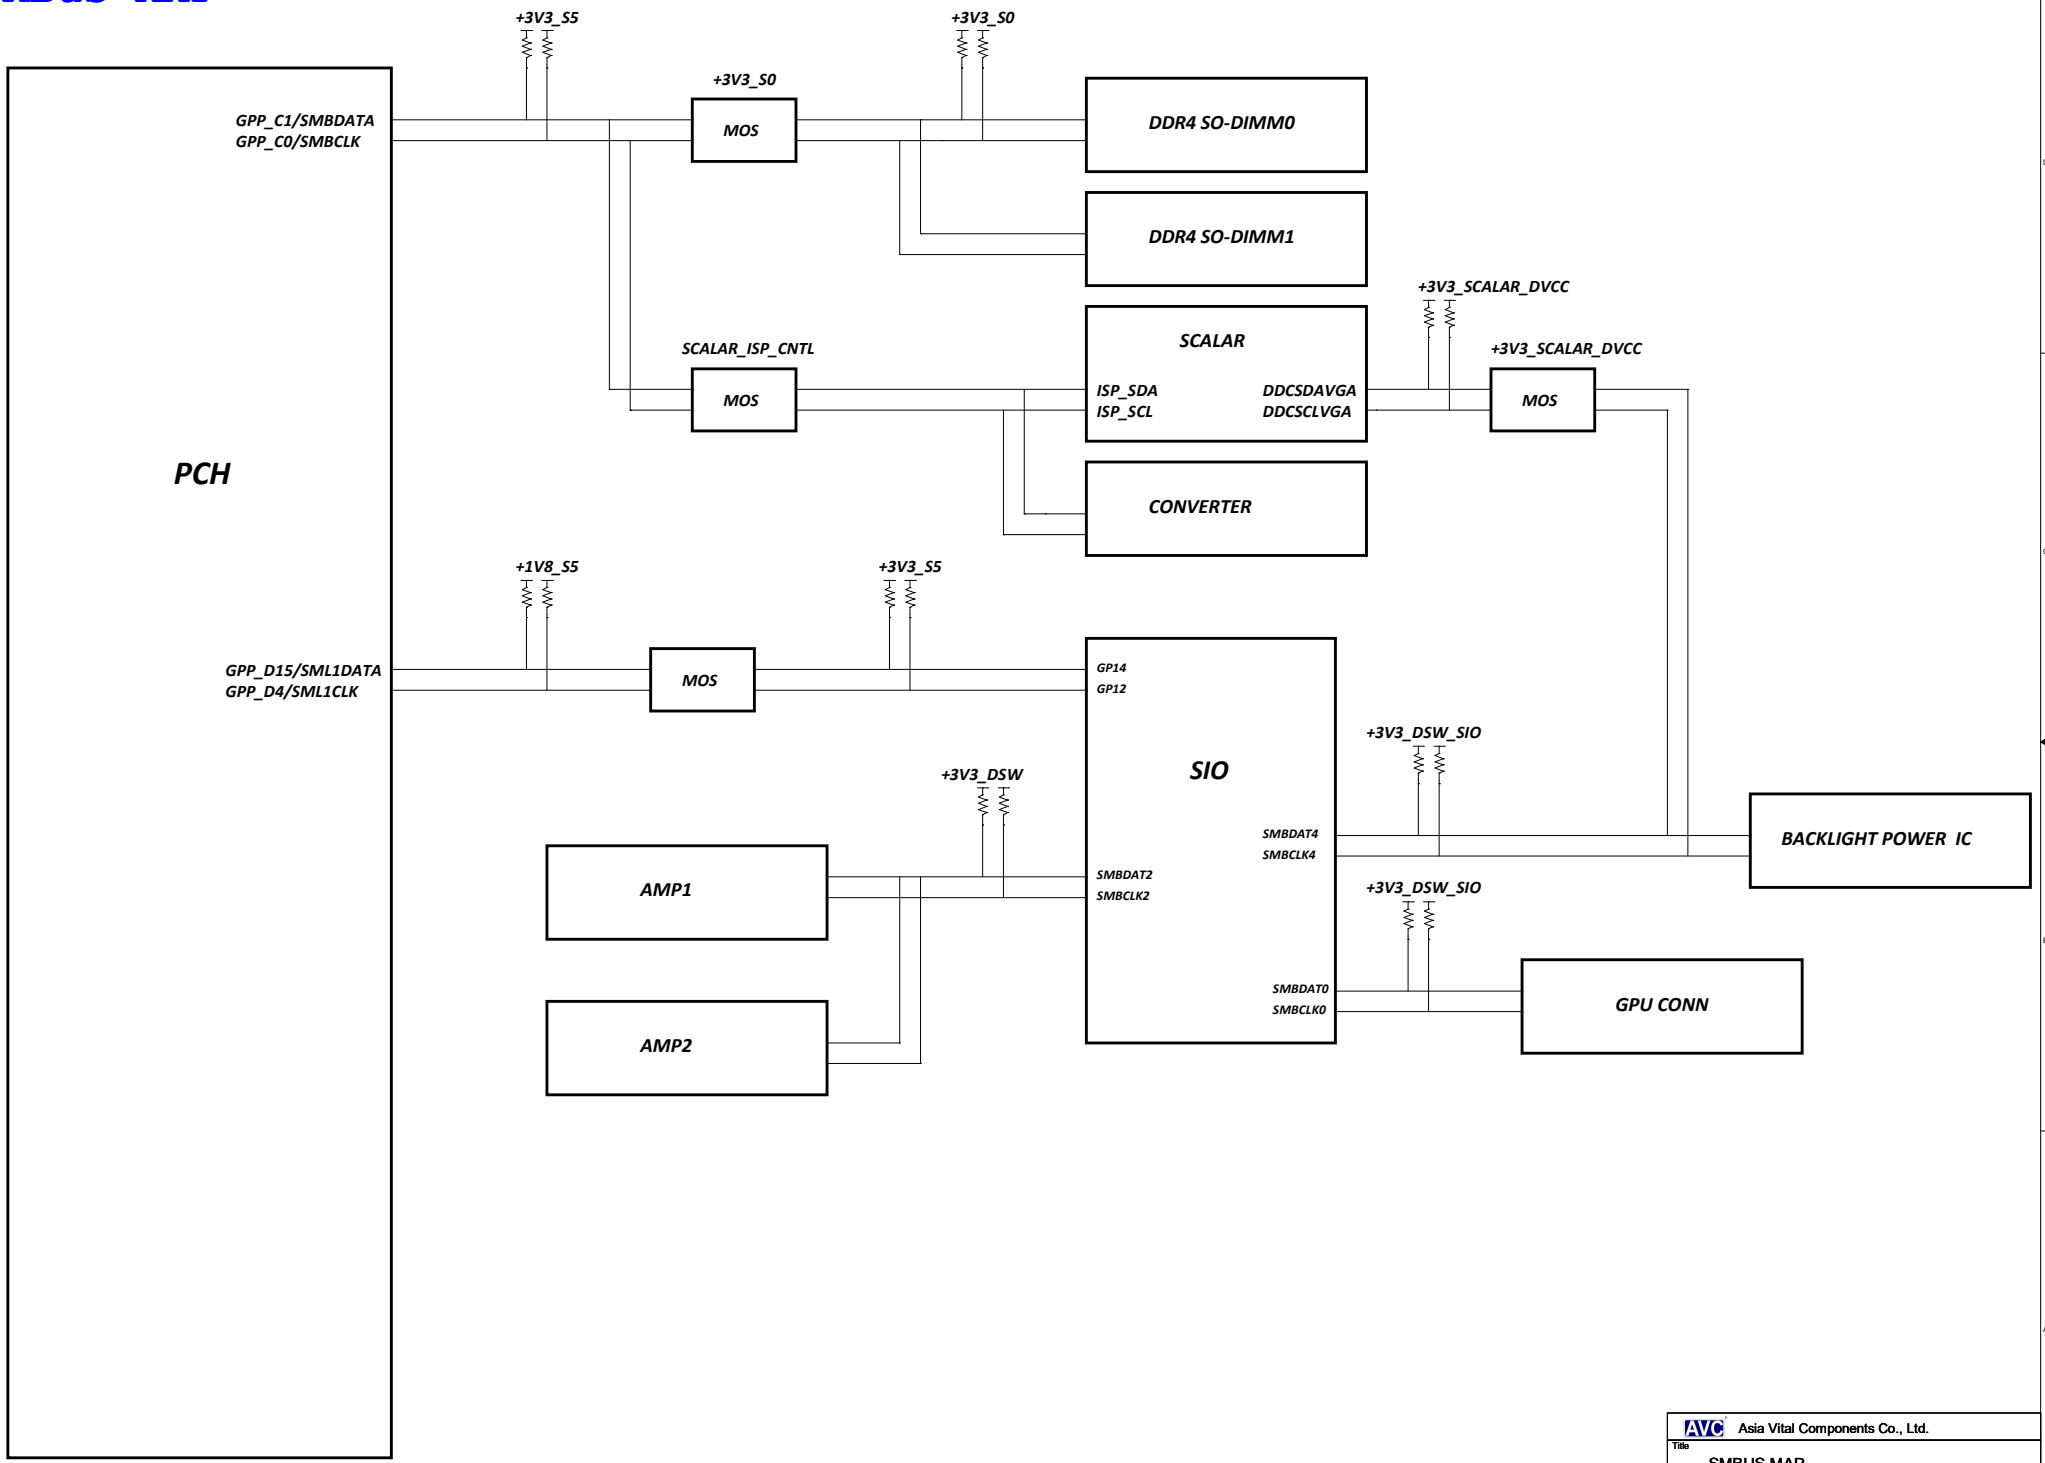 +3V3_S5
+3V3_S0
+3V3_S0
GPP_C1/SMBDATA
GPP_C0/SMBCLK
MOS
DDR4 SO-DIMM0
DDR4 SO-DIMM1
+3V3_SCALAR_DVCC
SCALAR
SCALAR_ISP_CNTL
+3V3_SCALAR_DVCC
MOS
ISP_SDA
ISP_SCL
DDCSDAVGA
DDCSCLVGA
MOS
PCH
CONVERTER
+1V8_S5
+3V3_S5
GPP_D15/SML1DATA
GPP_D4/SML1CLK
MOS
GP14
GP12
+3V3_DSW_SIO
SIO
+3V3_DSW
SMBDAT4
SMBCLK4
BACKLIGHT POWER IC
AMP1
SMBDAT2
SMBCLK2
+3V3_DSW_SIO
SMBDAT0
SMBCLK0
GPU CONN
AMP2
AVC Asia Vital Components Co., Ltd.
Title
SMBUS MAP